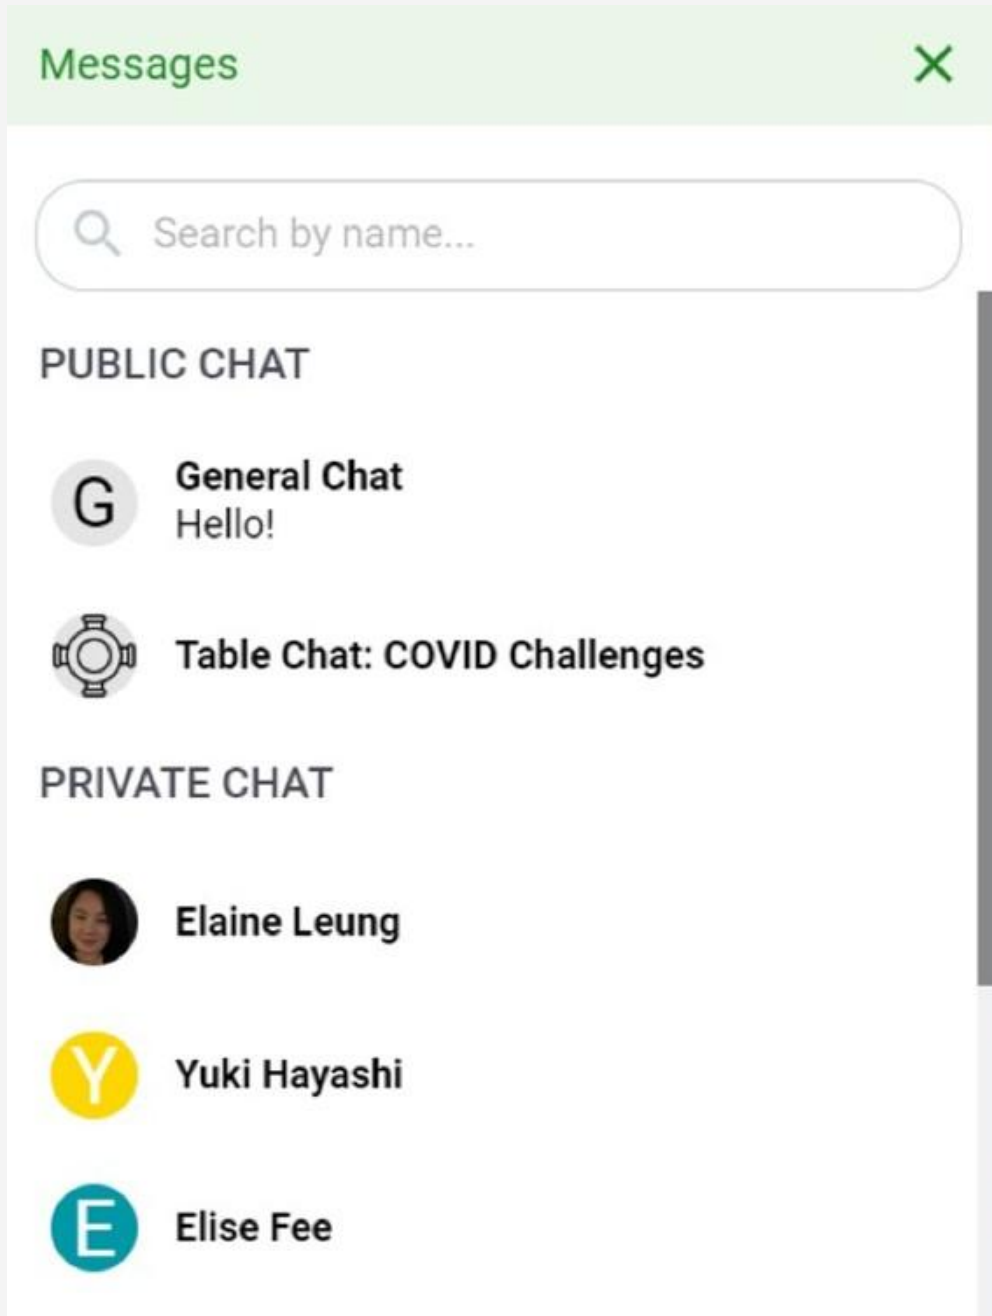 Messages
Search by name...
PUBLIC CHAT
G
General Chat
Hello!
Table Chat: COVID Challenges
PRIVATE CHAT
Elaine Leung
Y
Yuki Hayashi
E
Elise Fee